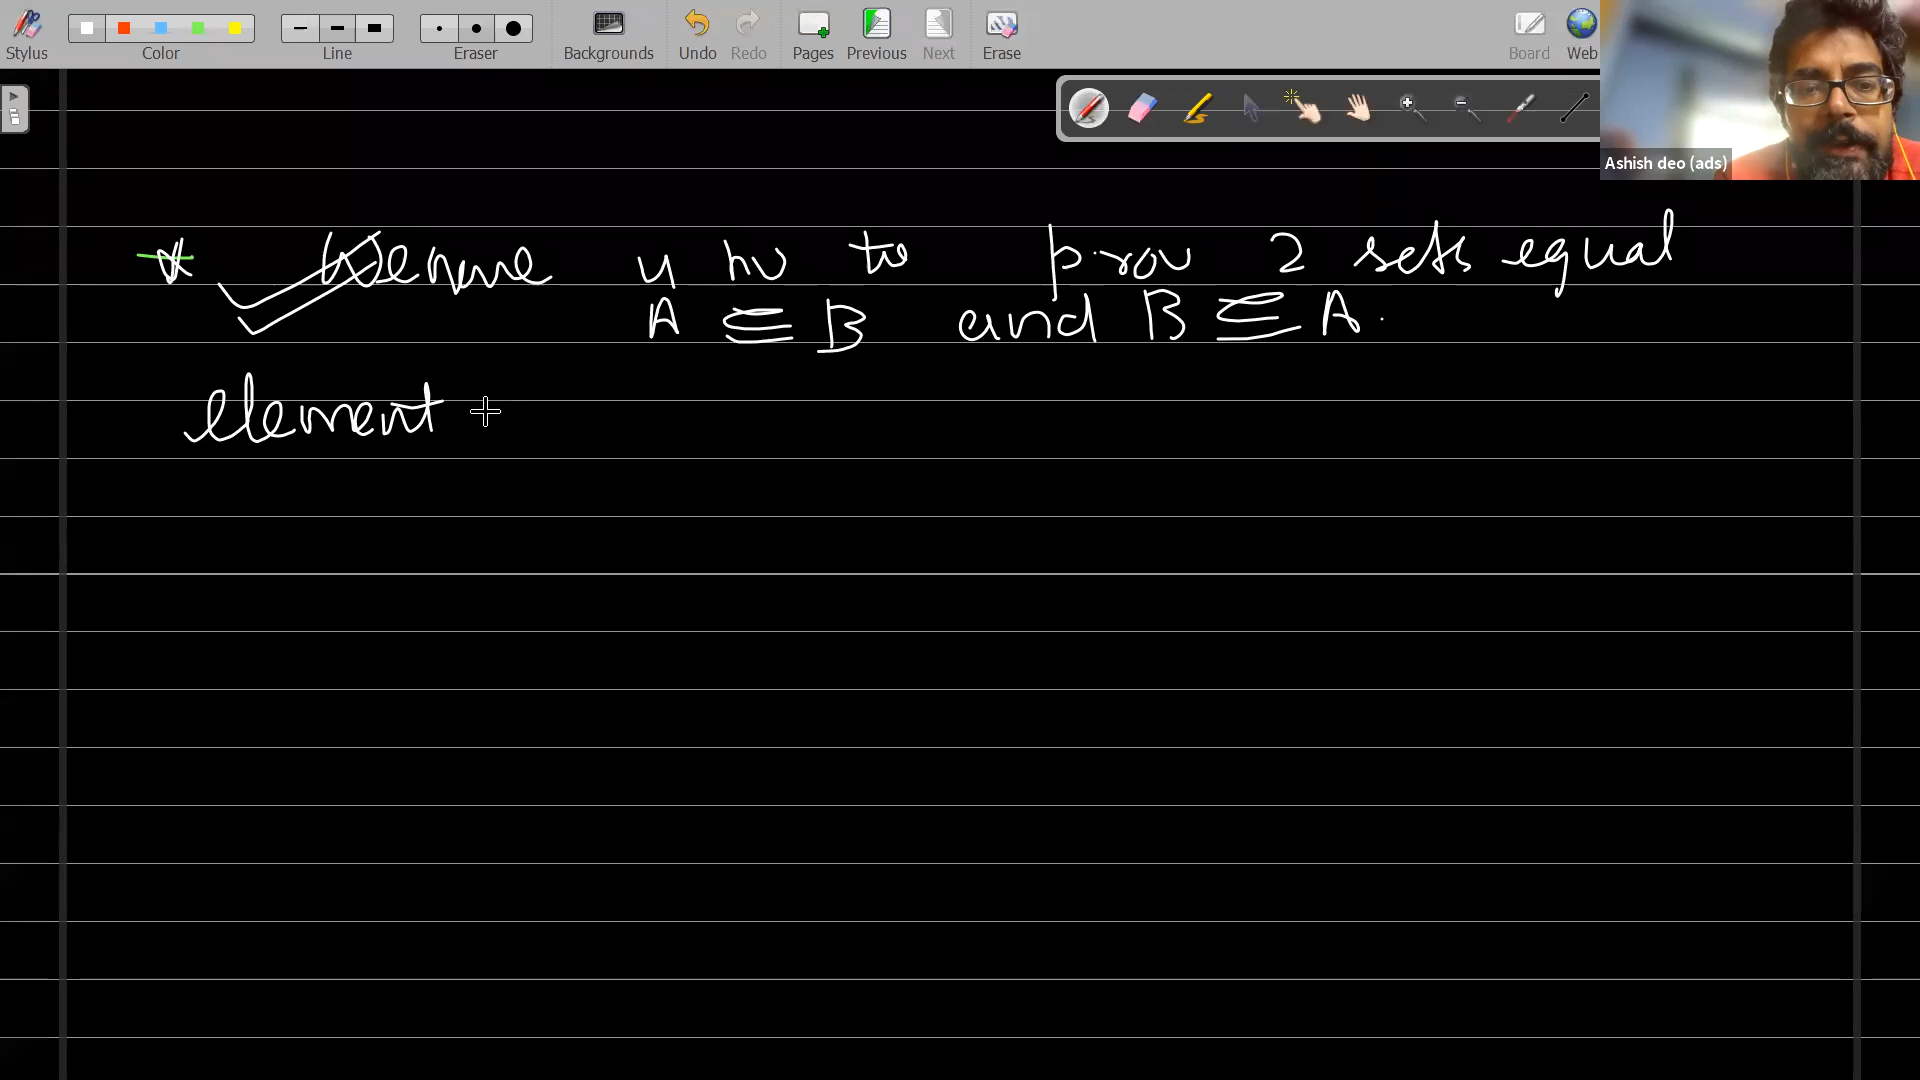 Stylus Color Line Eraser Backgrounds Undo Redo Pages Previous Next Erase Board Web
Ashish deo (ads)
u hv to prov 2 sets equal
A ⊆ B and B ⊆ A.
element